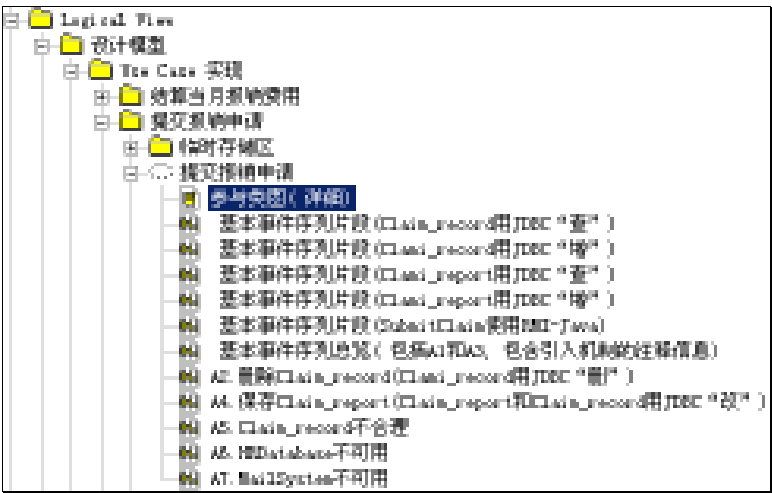 Logical View
设计模型
Use Case 实现
结算当月报销费用
提交报销申请
临时存储区
提交报销申请
参与类图(详细)
基本事件序列片段(Claim_record用JDBC“查”)
基本事件序列片段(Clami_record用JDBC“增”)
基本事件序列片段(Clami_report用JDBC“查”)
基本事件序列片段(Clami_report用JDBC“增”)
基本事件序列片段(SubmitClaim使用RMI-Java)
基本事件序列总览(包括A1和A3, 包含引入机制的注释信息)
A2.删除Claim_record(Clami_record用JDBC“删”)
A4.保存Claim_report(Claim_report和Claim_record用JDBC“改”)
A5.Claim_record不合理
A6.HRDatabase不可用
A7.MailSystem不可用